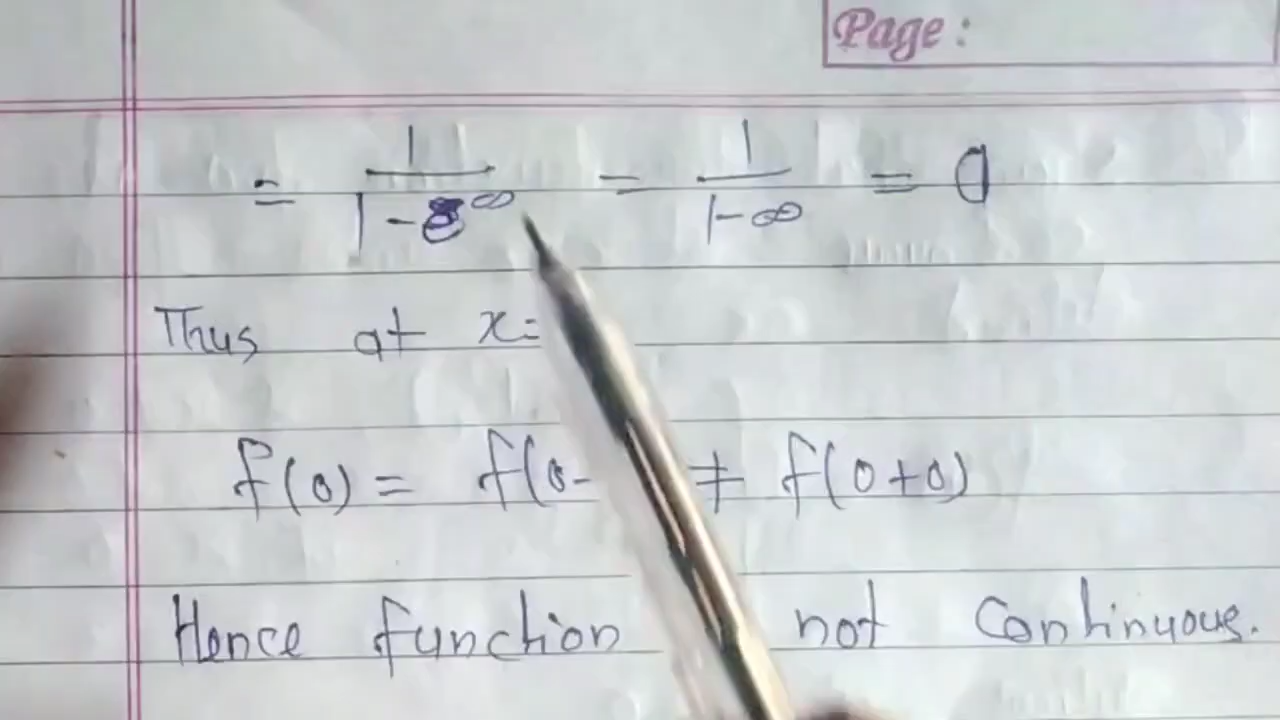 Page :
= 1/(1-e^∞) = 1/(1-∞) = 0
Thus at x=
f(0) = f(0- ≠ f(0+0)
Hence function not Continuous.